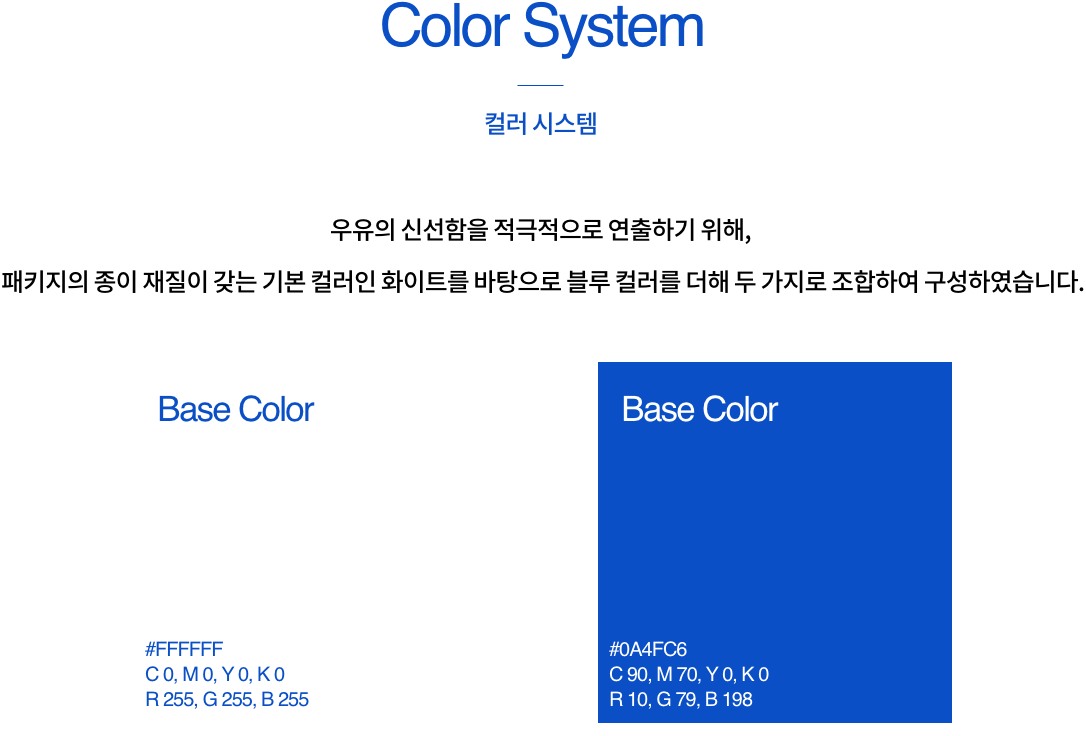 Color System
컬러 시스템
우유의 신선함을 적극적으로 연출하기 위해,
패키지의 종이 재질이 갖는 기본 컬러인 화이트를 바탕으로 블루 컬러를 더해 두 가지로 조합하여 구성하였습니다.
Base Color
#FFFFFF
C 0, M 0, Y 0, K 0
R 255, G 255, B 255
Base Color
#0A4FC6
C 90, M 70, Y 0, K 0
R 10, G 79, B 198